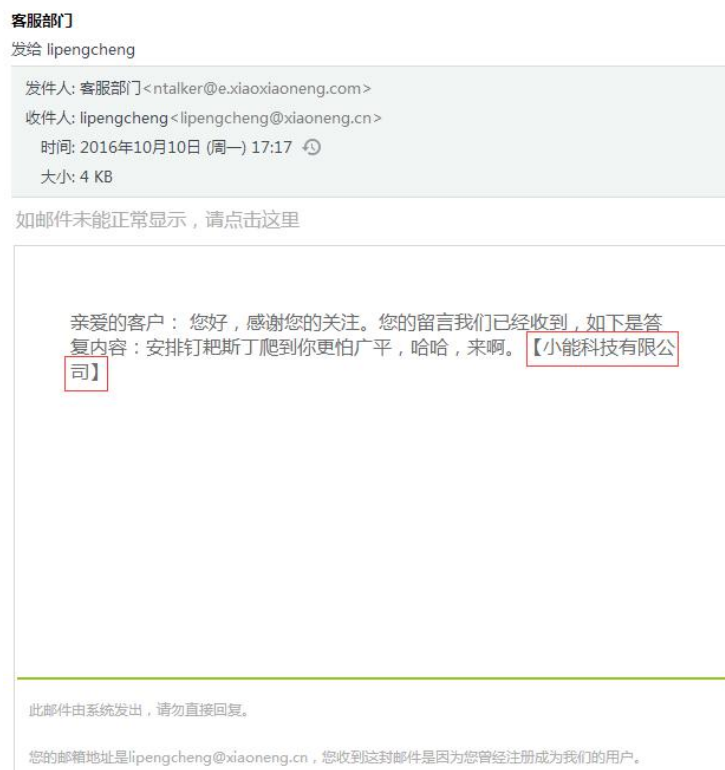 客服部门
发给 lipengcheng
发件人: 客服部门<ntalker@e.xiaoxiaoneng.com>
收件人: lipengcheng<lipengcheng@xiaoneng.cn>
时间: 2016年10月10日 (周一) 17:17
大小: 4 KB
如邮件未能正常显示，请点击这里
亲爱的客户： 您好，感谢您的关注。您的留言我们已经收到，如下是答
复内容：安排钉耙斯丁爬到你更怕广平，哈哈，来啊。【小能科技有限公
司】
此邮件由系统发出，请勿直接回复。
您的邮箱地址是lipengcheng@xiaoneng.cn，您收到这封邮件是因为您曾经注册成为我们的用户。